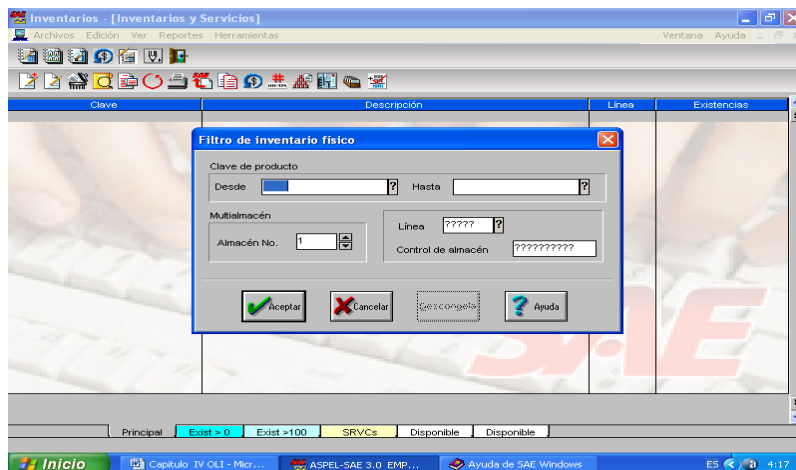 Inventarios - [Inventarios y Servicios]
Archivos Edición Ver Reportes Herramientas Ventana Ayuda
Clave Descripción Línea Existencias
Filtro de inventario físico
Clave de producto
Desde ? Hasta ?
Multialmacén
Almacén No. 1
Línea ????? ?
Control de almacén ??????????
Aceptar Cancelar Descongela Ayuda
SAE
Principal Exist > 0 Exist >100 SRVCs Disponible Disponible
Inicio Capitulo IV OLI - Micr... ASPEL-SAE 3.0 EMP... Ayuda de SAE Windows ES 4:17